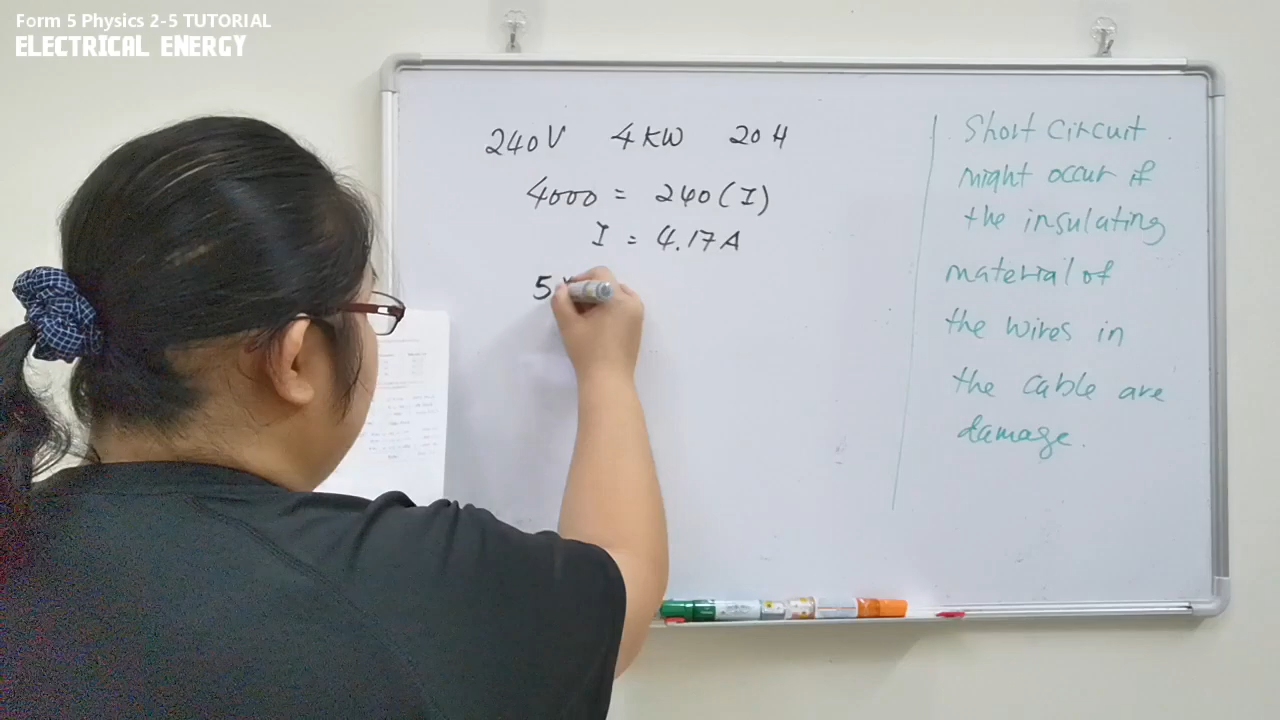 Form 5 Physics 2-5 TUTORIAL
ELECTRICAL ENERGY
240V 4KW 20H
4000 = 240(I)
I = 4.17A
5
Short Circuit
might occur if
the insulating
material of
the wires in
the cable are
damage.